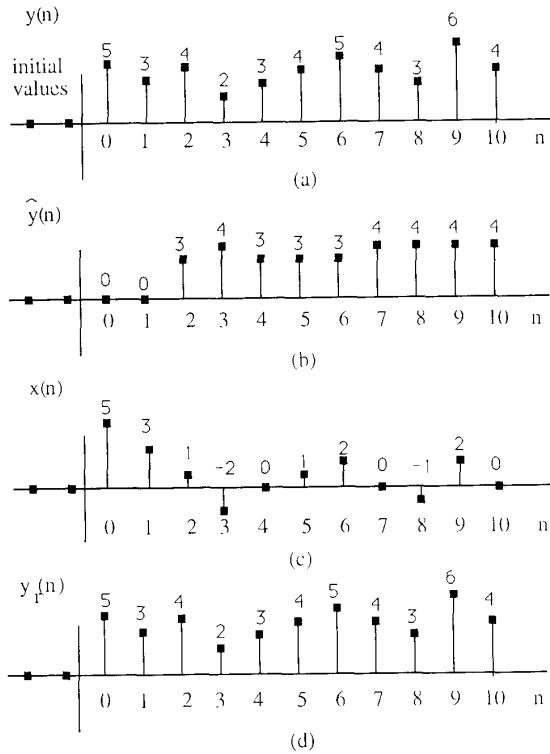 y(n)
initial
values
5 3 4 2 3 4 5 4 3 6 4
0 1 2 3 4 5 6 7 8 9 10 n
(a)
ŷ(n)
0 0 3 4 3 3 3 4 4 4 4
0 1 2 3 4 5 6 7 8 9 10 n
(b)
x(n)
5 3 1 -2 0 1 2 0 -1 2 0
0 1 2 3 4 5 6 7 8 9 10 n
(c)
y_1(n)
5 3 4 2 3 4 5 4 3 6 4
0 1 2 3 4 5 6 7 8 9 10 n
(d)